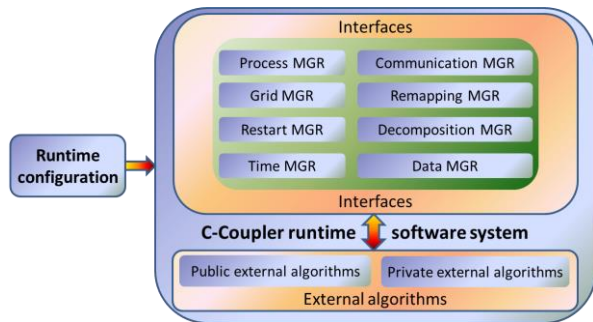 Interfaces
Process MGR
Communication MGR
Grid MGR
Remapping MGR
Restart MGR
Decomposition MGR
Time MGR
Data MGR
Interfaces
Runtime
configuration
C-Coupler runtime software system
Public external algorithms
Private external algorithms
External algorithms